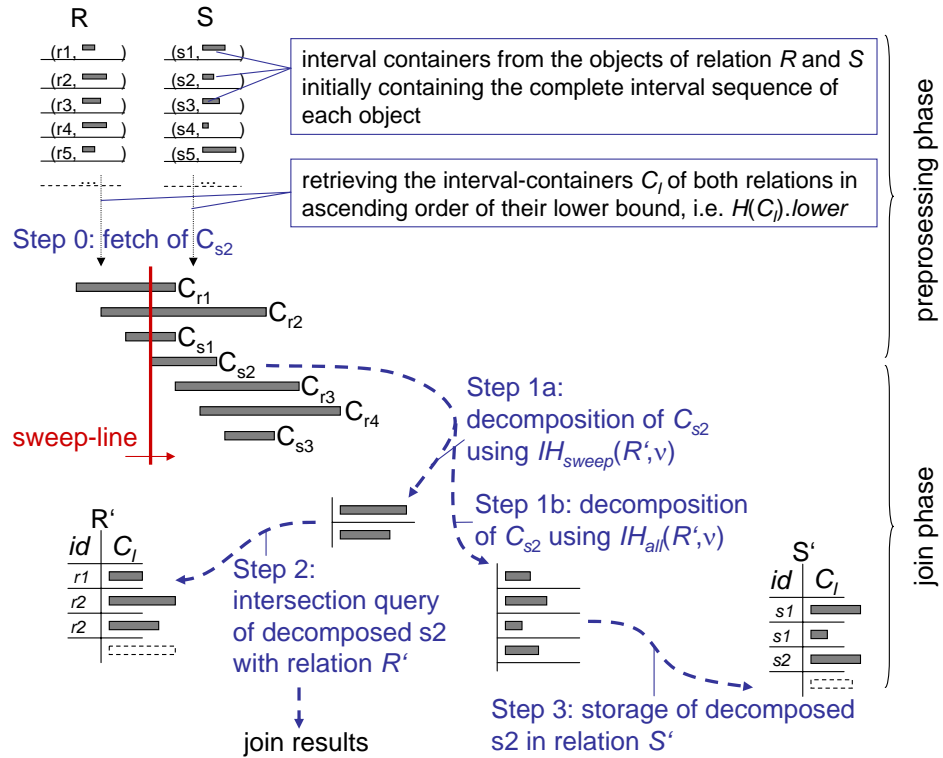 R S
(r1, ) (s1, )
(r2, ) (s2, )
(r3, ) (s3, )
(r4, ) (s4, )
(r5, ) (s5, )
... ...
interval containers from the objects of relation R and S
initially containing the complete interval sequence of
each object
retrieving the interval-containers C_I of both relations in
ascending order of their lower bound, i.e. H(C_I).lower
preprosessing phase
Step 0: fetch of C_s2
C_r1
C_r2
C_s1
C_s2
C_r3
C_r4
C_s3
sweep-line
Step 1a:
decomposition of C_s2
using IH_sweep(R‘,ν)
Step 1b: decomposition
of C_s2 using IH_all(R‘,ν)
join phase
R‘
id C_I
r1
r2
r2
Step 2:
intersection query
of decomposed s2
with relation R‘
join results
S‘
id C_I
s1
s1
s2
Step 3: storage of decomposed
s2 in relation S‘